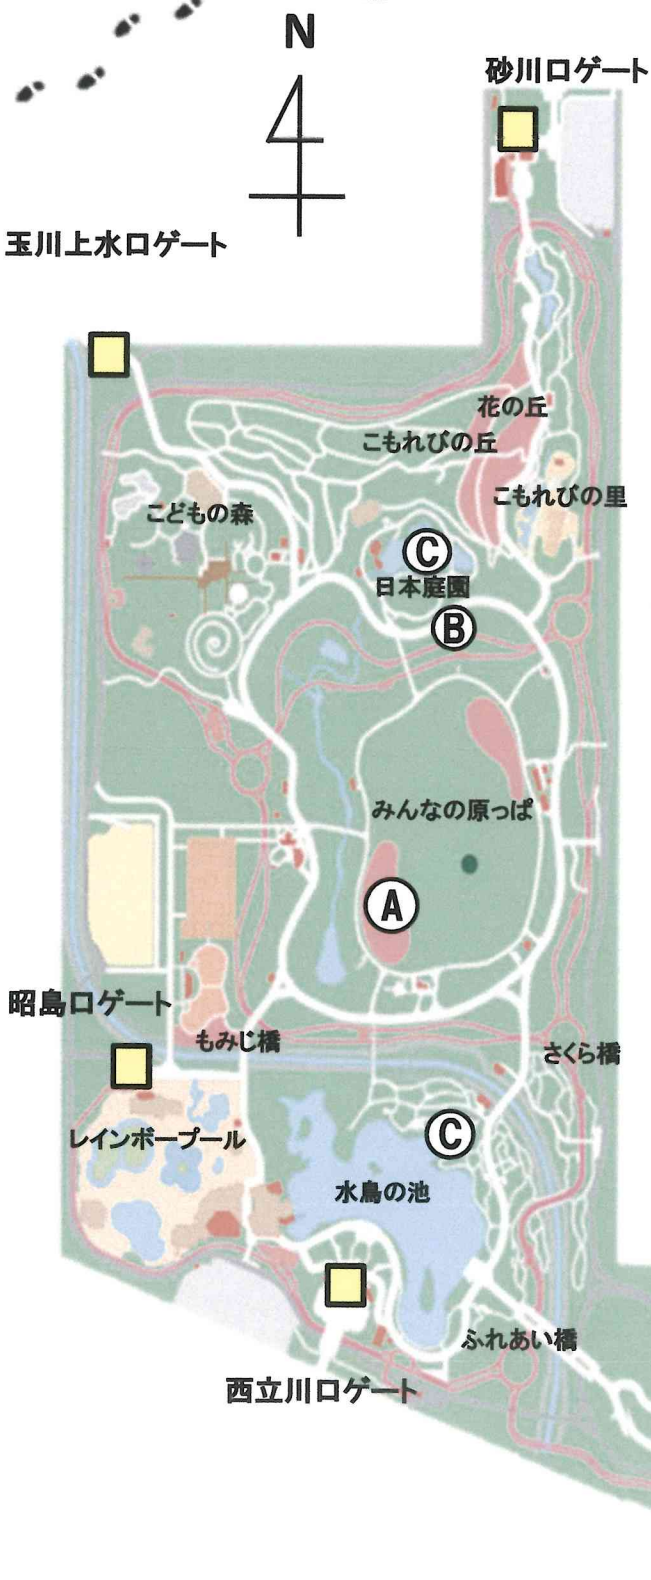 N
砂川口ゲート
玉川上水口ゲート
花の丘
こもれびの丘
こもれびの里
こどもの森
C
日本庭園
B
みんなの原っぱ
A
昭島口ゲート
もみじ橋
さくら橋
C
レインボープール
水鳥の池
ふれあい橋
西立川口ゲート